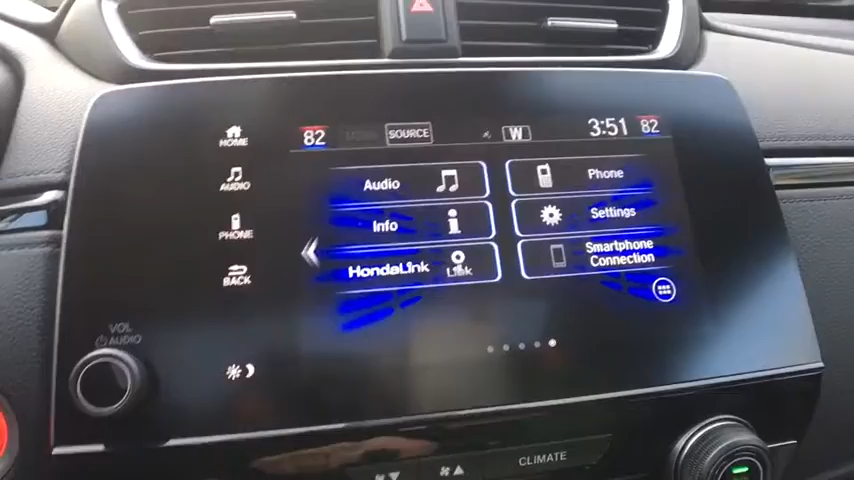 HOME
82
MENU
SOURCE
W
3:51
82
AUDIO
Audio
Phone
PHONE
Info
Settings
BACK
HondaLink
Link
Smartphone
Connection
VOL
AUDIO
CLIMATE